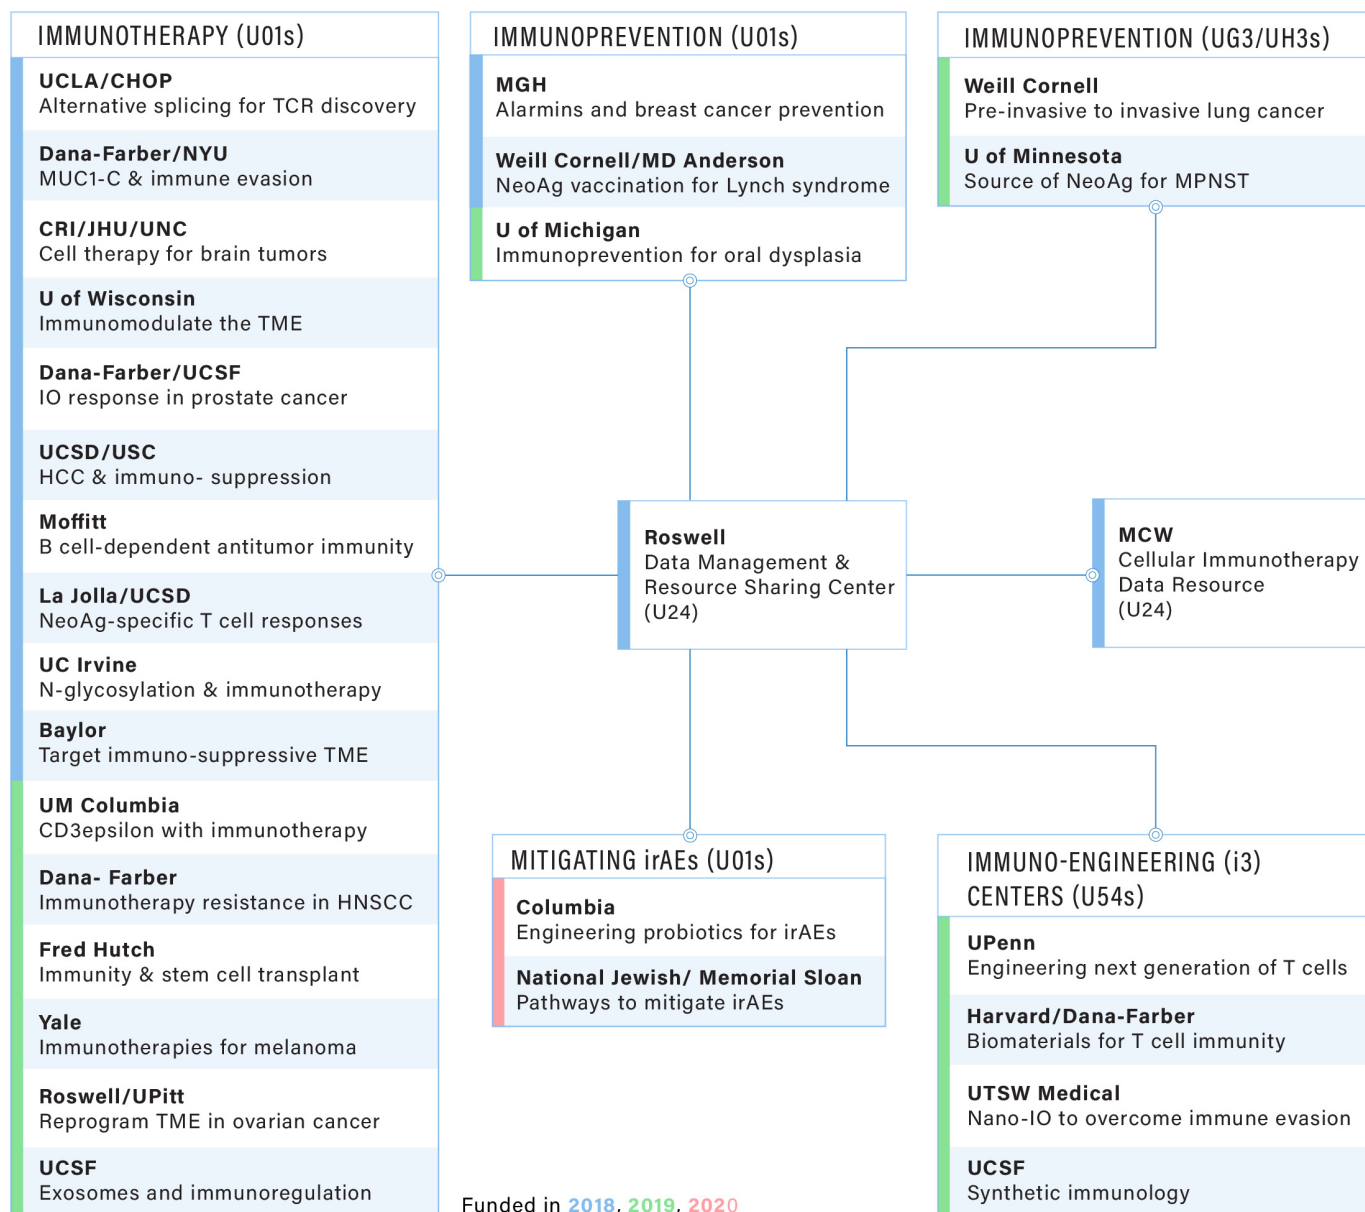 IMMUNOTHERAPY (U01s)
UCLA/CHOP
Alternative splicing for TCR discovery
Dana-Farber/NYU
MUC1-C & immune evasion
CRI/JHU/UNC
Cell therapy for brain tumors
U of Wisconsin
Immunomodulate the TME
Dana-Farber/UCSF
IO response in prostate cancer
UCSD/USC
HCC & immuno- suppression
Moffitt
B cell-dependent antitumor immunity
La Jolla/UCSD
NeoAg-specific T cell responses
UC Irvine
N-glycosylation & immunotherapy
Baylor
Target immuno-suppressive TME
UM Columbia
CD3epsilon with immunotherapy
Dana- Farber
Immunotherapy resistance in HNSCC
Fred Hutch
Immunity & stem cell transplant
Yale
Immunotherapies for melanoma
Roswell/UPitt
Reprogram TME in ovarian cancer
UCSF
Exosomes and immunoregulation
IMMUNOPREVENTION (U01s)
MGH
Alarmins and breast cancer prevention
Weill Cornell/MD Anderson
NeoAg vaccination for Lynch syndrome
U of Michigan
Immunoprevention for oral dysplasia
IMMUNOPREVENTION (UG3/UH3s)
Weill Cornell
Pre-invasive to invasive lung cancer
U of Minnesota
Source of NeoAg for MPNST
Roswell
Data Management &
Resource Sharing Center
(U24)
MCW
Cellular Immunotherapy
Data Resource
(U24)
MITIGATING irAEs (U01s)
Columbia
Engineering probiotics for irAEs
National Jewish/ Memorial Sloan
Pathways to mitigate irAEs
IMMUNO-ENGINEERING (i3)
CENTERS (U54s)
UPenn
Engineering next generation of T cells
Harvard/Dana-Farber
Biomaterials for T cell immunity
UTSW Medical
Nano-IO to overcome immune evasion
UCSF
Synthetic immunology
Funded in 2018, 2019, 2020